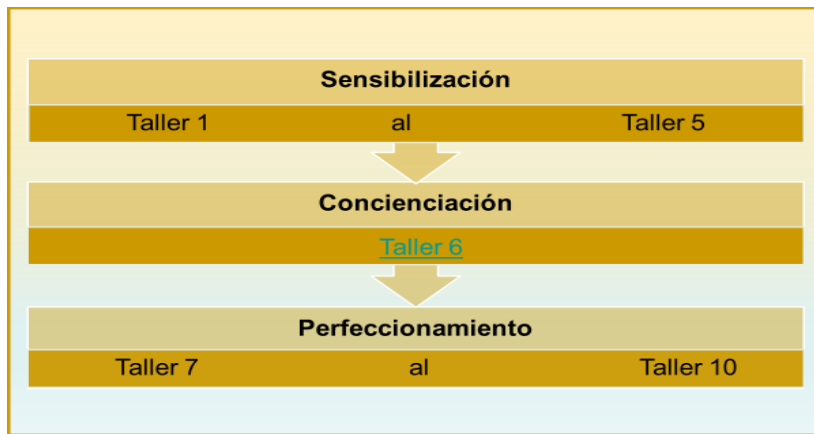 Sensibilización
Taller 1 al Taller 5
Concienciación
Taller 6
Perfeccionamiento
Taller 7 al Taller 10